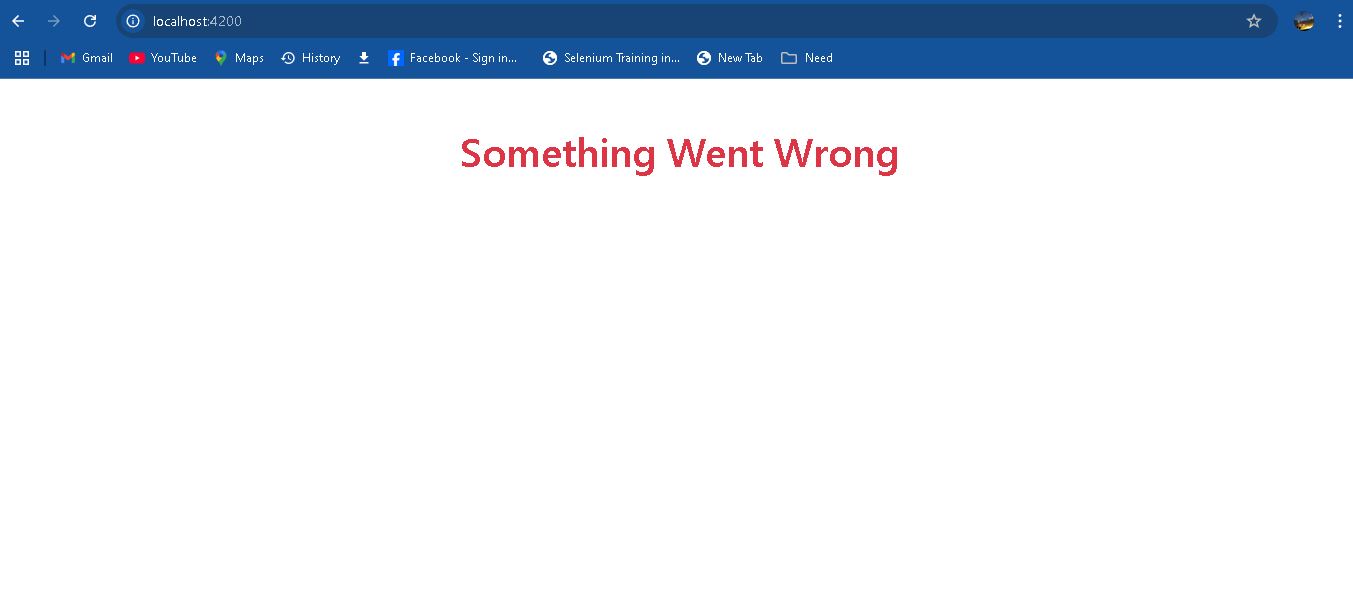 localhost:4200
Gmail YouTube Maps History Facebook - Sign in... Selenium Training in... New Tab Need
Something Went Wrong